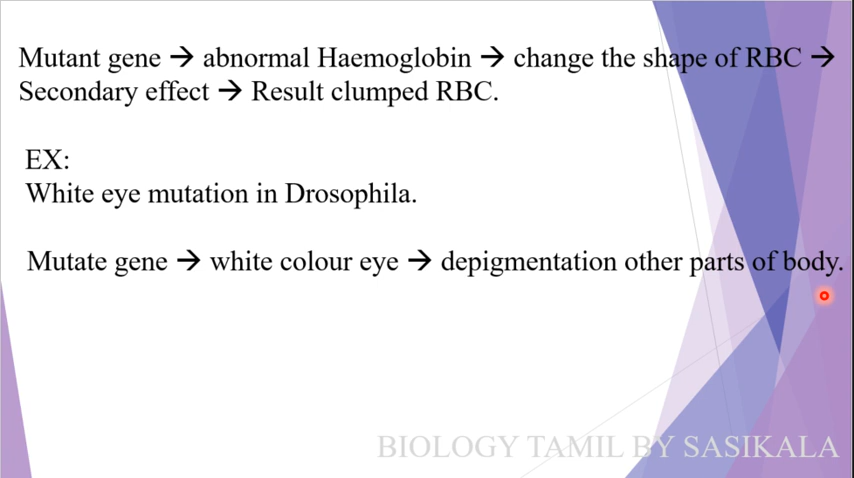 Mutant gene → abnormal Haemoglobin → change the shape of RBC →
Secondary effect → Result clumped RBC.
EX:
White eye mutation in Drosophila.
Mutate gene → white colour eye → depigmentation other parts of body.
BIOLOGY TAMIL BY SASIKALA